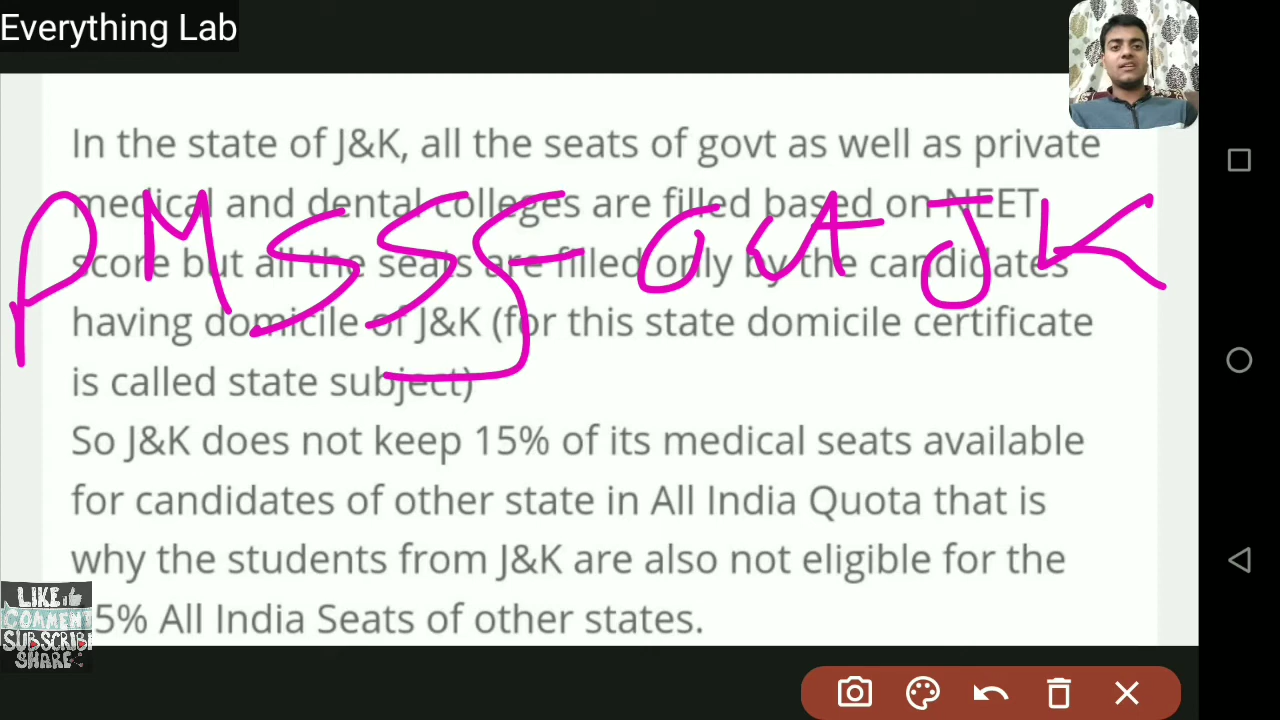 Everything Lab
In the state of J&K, all the seats of govt as well as private
medical and dental colleges are filled based on NEET
PMSSS out JK
score but all the seats are filled only by the candidates
having domicile of J&K (for this state domicile certificate
is called state subject)
So J&K does not keep 15% of its medical seats available
for candidates of other state in All India Quota that is
why the students from J&K are also not eligible for the
5% All India Seats of other states.
LIKE
COMMENT
SUBSCRIBE
SHARE